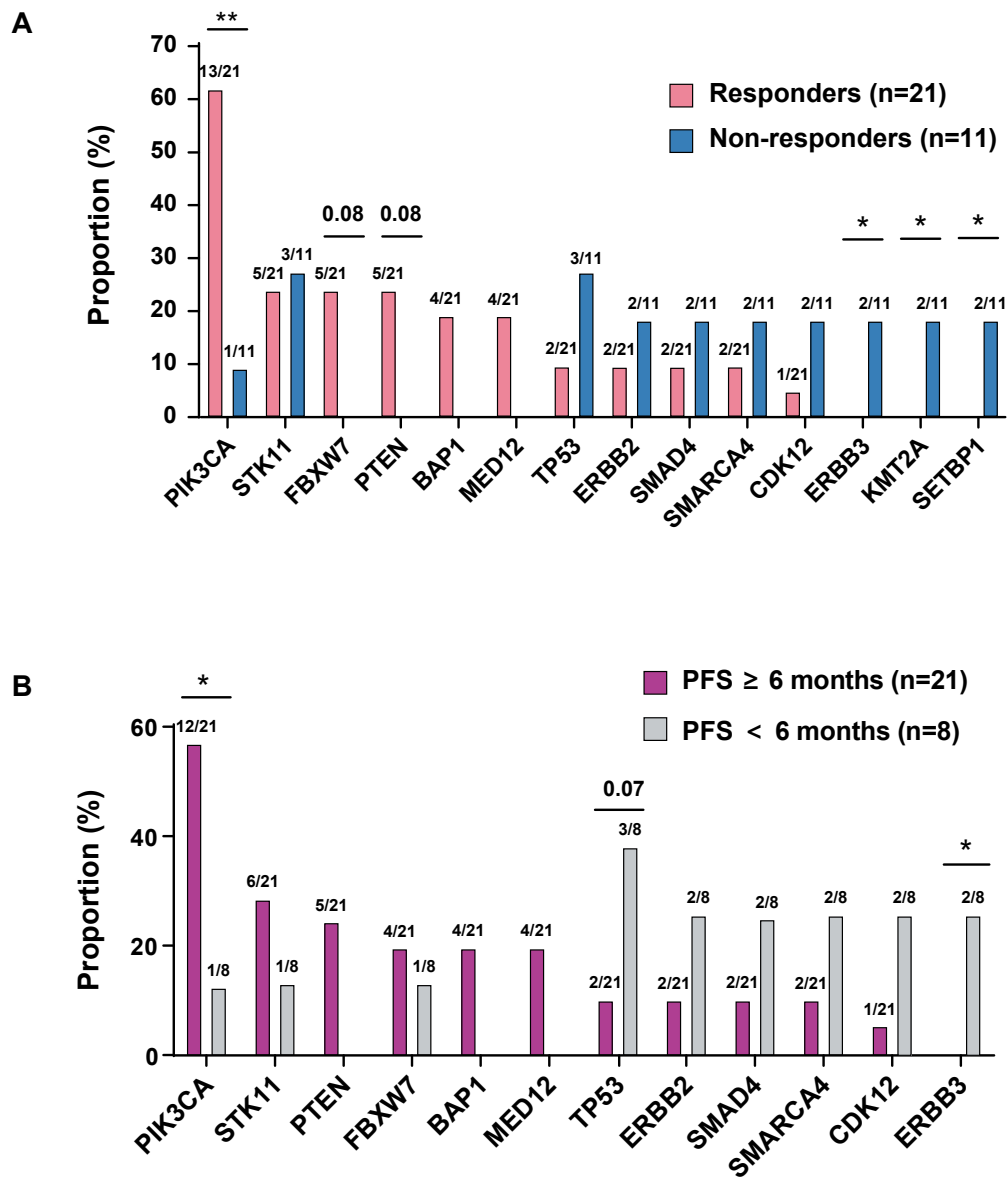 A
**
70
60
50
40
30
20
10
0
Proportion (%)
13/21
1/11
5/21
3/11
0.08
5/21
0.08
5/21
4/21
4/21
2/21
3/11
2/21
2/11
2/21
2/11
2/21
2/11
1/21
2/11
*
2/11
*
2/11
*
2/11
Responders (n=21)
Non-responders (n=11)
PIK3CA
STK11
FBXW7
PTEN
BAP1
MED12
TP53
ERBB2
SMAD4
SMARCA4
CDK12
ERBB3
KMT2A
SETBP1
B
*
60
40
20
0
Proportion (%)
12/21
1/8
6/21
1/8
5/21
4/21
1/8
4/21
4/21
0.07
2/21
3/8
2/21
2/8
2/21
2/8
2/21
2/8
1/21
2/8
*
2/8
PFS ≥ 6 months (n=21)
PFS < 6 months (n=8)
PIK3CA
STK11
PTEN
FBXW7
BAP1
MED12
TP53
ERBB2
SMAD4
SMARCA4
CDK12
ERBB3